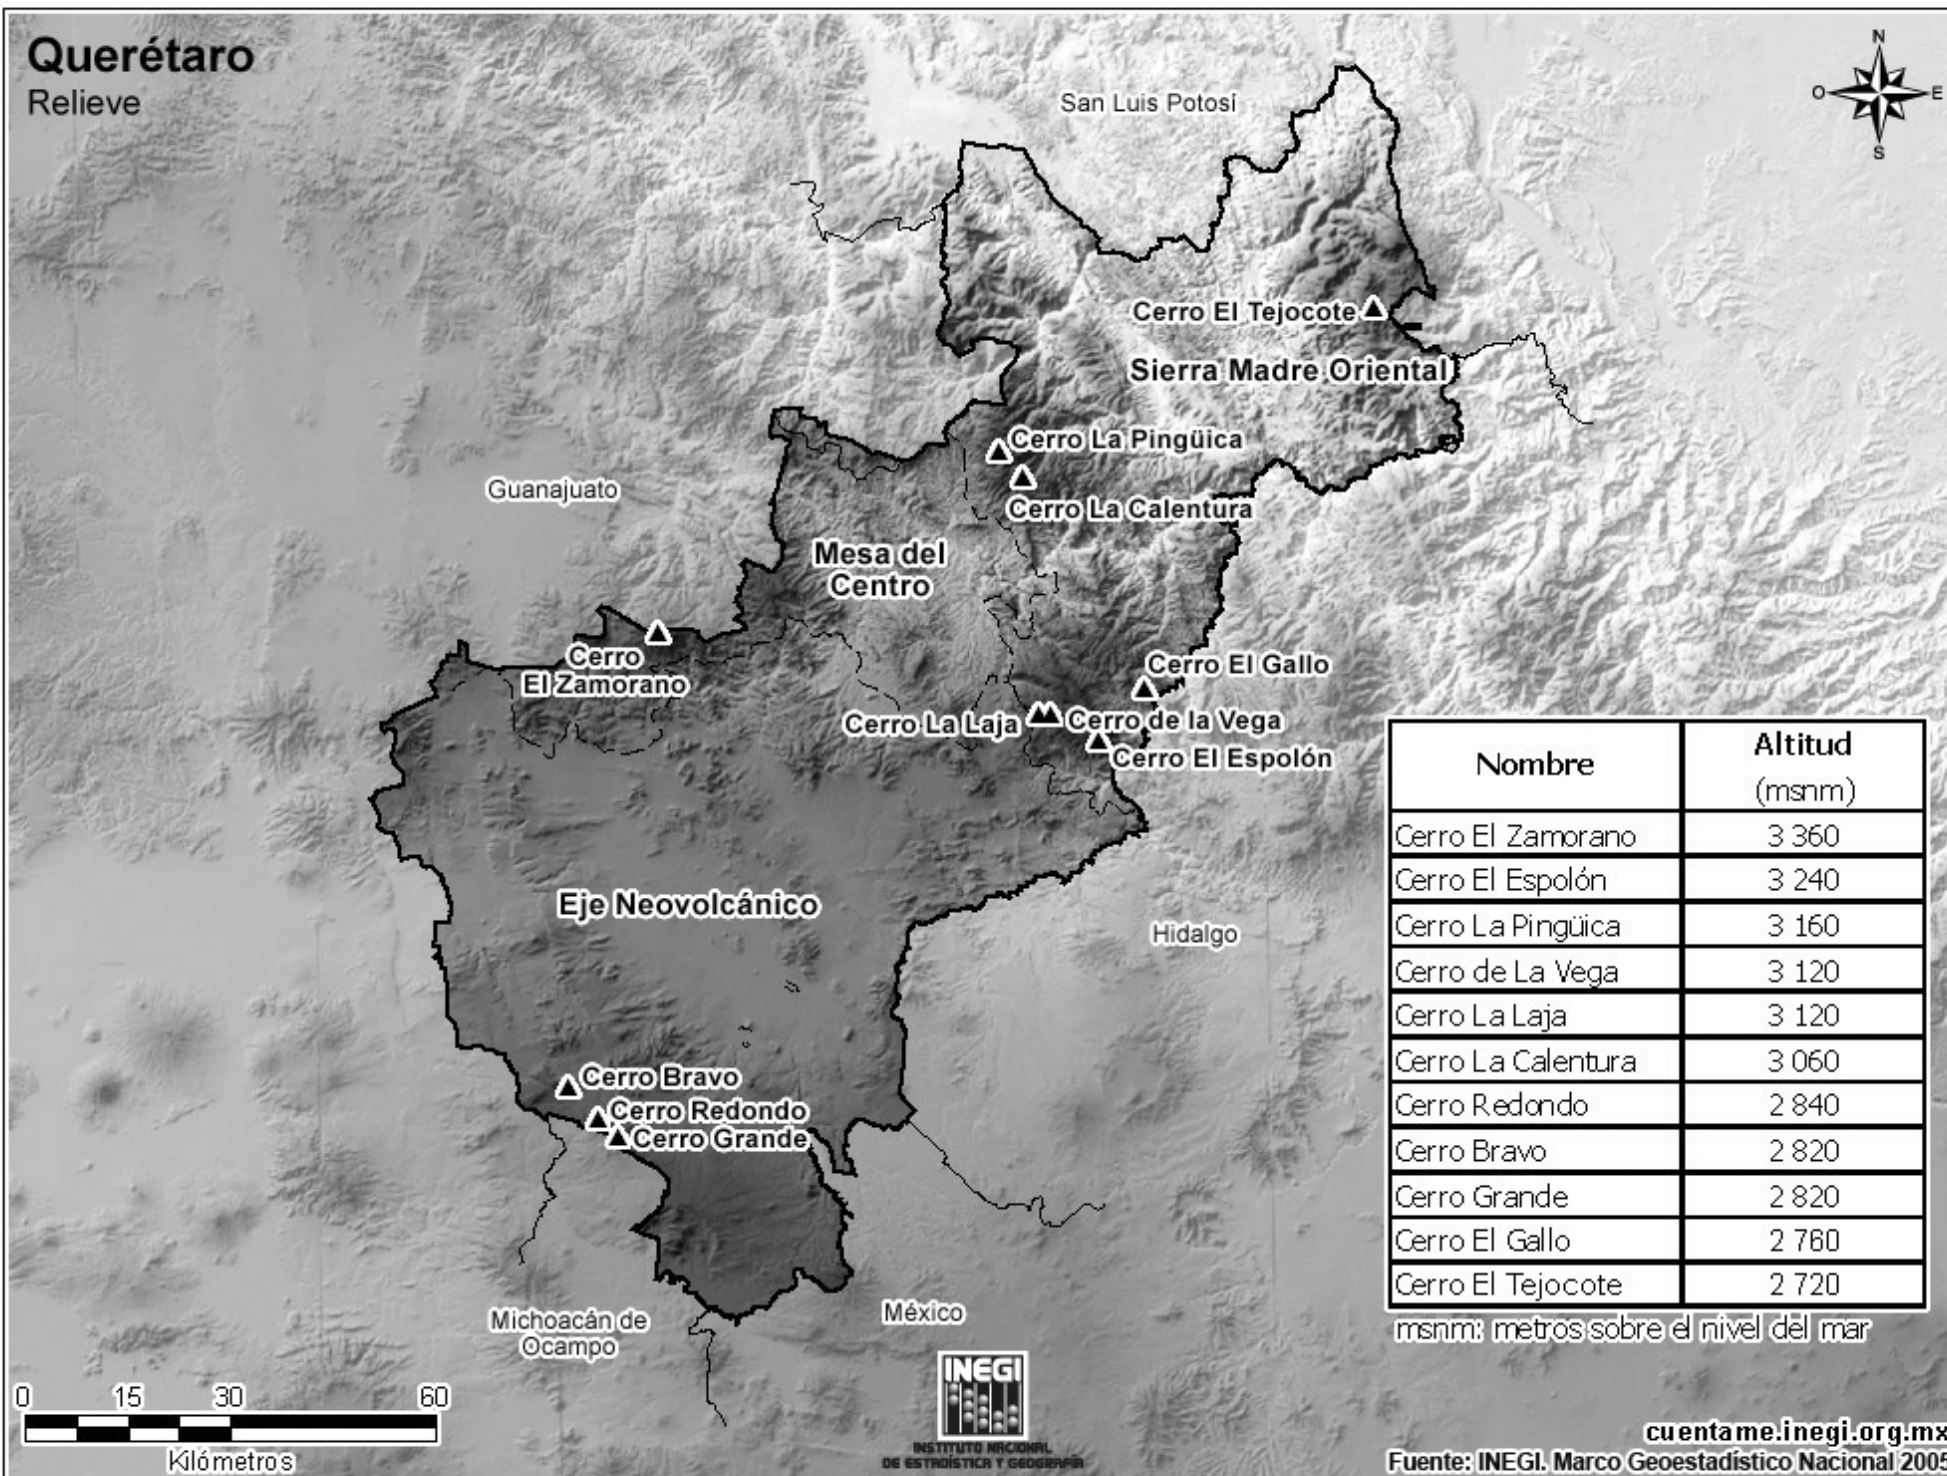 Querétaro
Relieve
N
O
E
S
San Luis Potosí
Cerro El Tejocote
Sierra Madre Oriental
Cerro La Pingüica
Guanajuato
Cerro La Calentura
Mesa del
Centro
Cerro
El Zamorano
Cerro El Gallo
Cerro La Laja
Cerro de la Vega
Cerro El Espolón
Eje Neovolcánico
Hidalgo
Cerro Bravo
Cerro Redondo
Cerro Grande
Michoacán de
Ocampo
México
Nombre Altitud
(msnm)
Cerro El Zamorano 3 360
Cerro El Espolón 3 240
Cerro La Pingüica 3 160
Cerro de La Vega 3 120
Cerro La Laja 3 120
Cerro La Calentura 3 060
Cerro Redondo 2 840
Cerro Bravo 2 820
Cerro Grande 2 820
Cerro El Gallo 2 760
Cerro El Tejocote 2 720
msnm: metros sobre el nivel del mar
0 15 30 60
Kilómetros
INEGI
INSTITUTO NACIONAL
DE ESTADÍSTICA Y GEOGRAFÍA
cuentame.inegi.org.mx
Fuente: INEGI. Marco Geoestadístico Nacional 2005